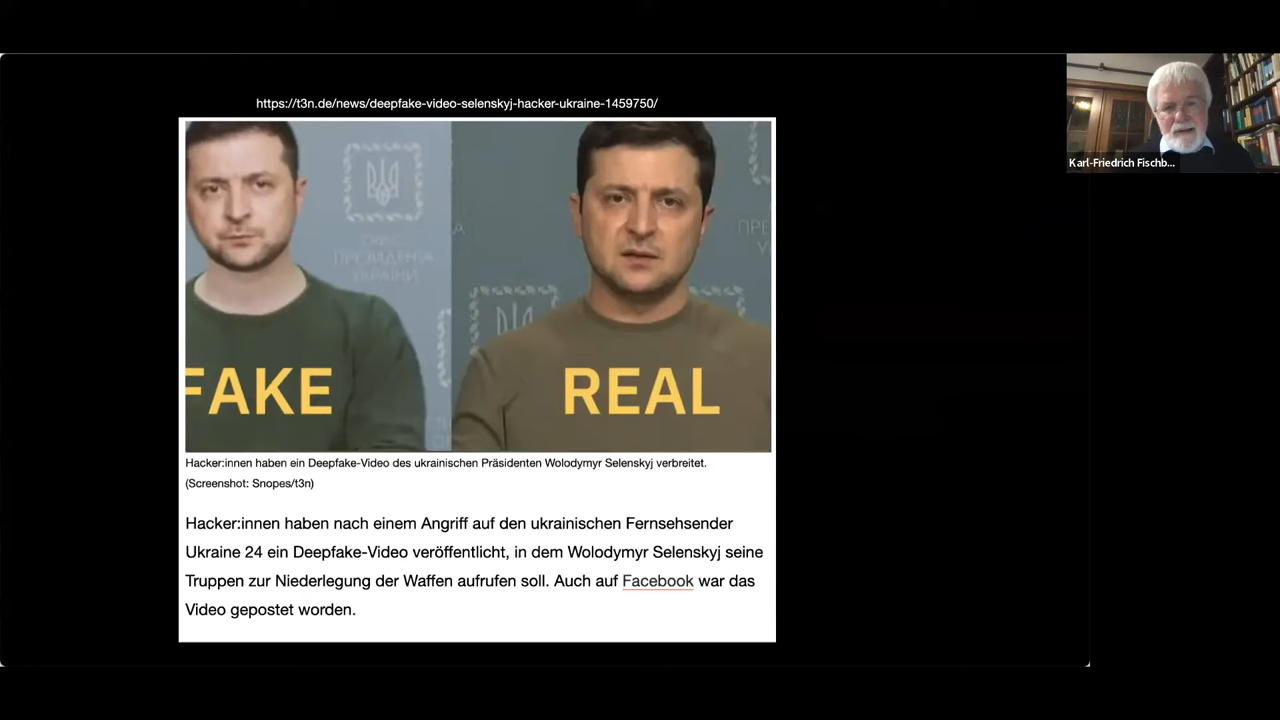 https://t3n.de/news/deepfake-video-selenskyj-hacker-ukraine-1459750/
Karl-Friedrich Fischb...
ПРЕЗИДЕНТА
УКРАЇНИ
FAKE
REAL
Hacker:innen haben ein Deepfake-Video des ukrainischen Präsidenten Wolodymyr Selenskyj verbreitet.
(Screenshot: Snopes/t3n)
Hacker:innen haben nach einem Angriff auf den ukrainischen Fernsehsender
Ukraine 24 ein Deepfake-Video veröffentlicht, in dem Wolodymyr Selenskyj seine
Truppen zur Niederlegung der Waffen aufrufen soll. Auch auf Facebook war das
Video gepostet worden.